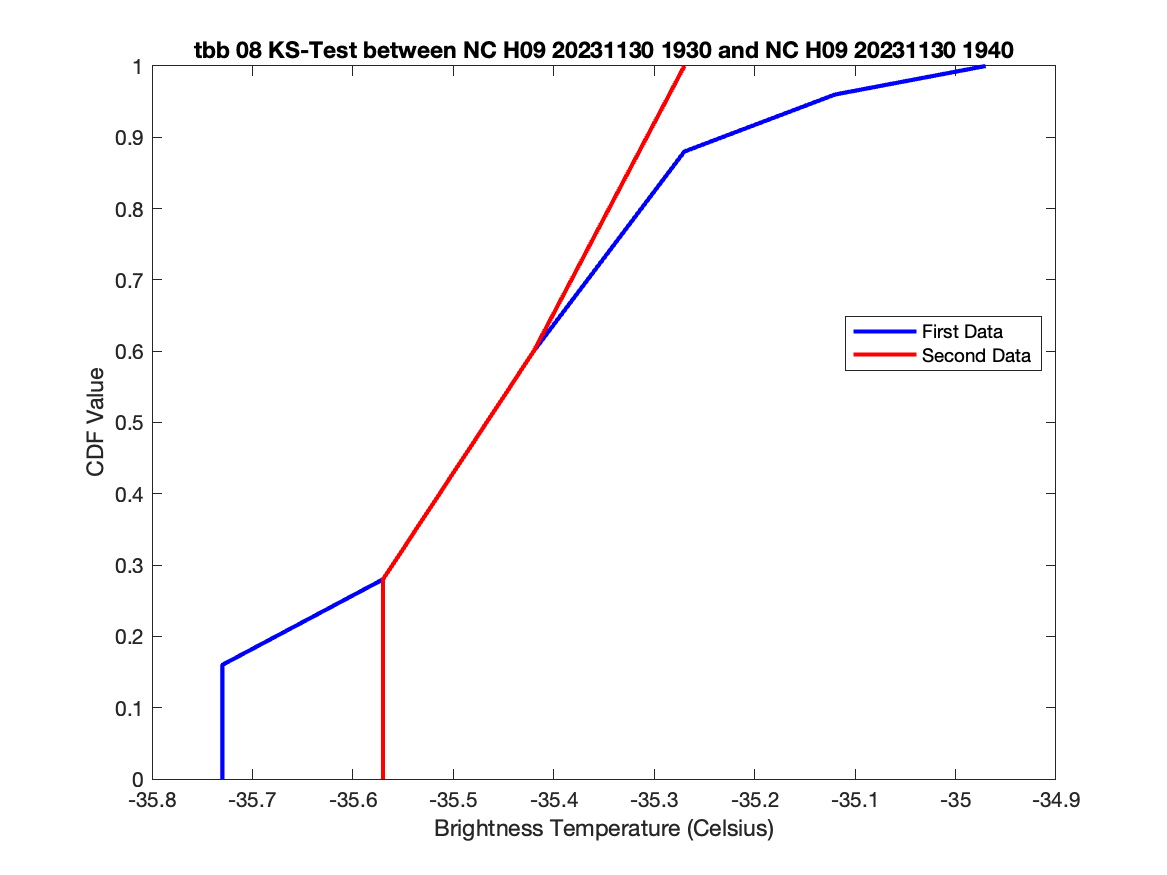 tbb 08 KS-Test between NC H09 20231130 1930 and NC H09 20231130 1940
1
0.9
0.8
0.7
0.6
0.5
0.4
0.3
0.2
0.1
0
CDF Value
First Data
Second Data
-35.8 -35.7 -35.6 -35.5 -35.4 -35.3 -35.2 -35.1 -35 -34.9
Brightness Temperature (Celsius)